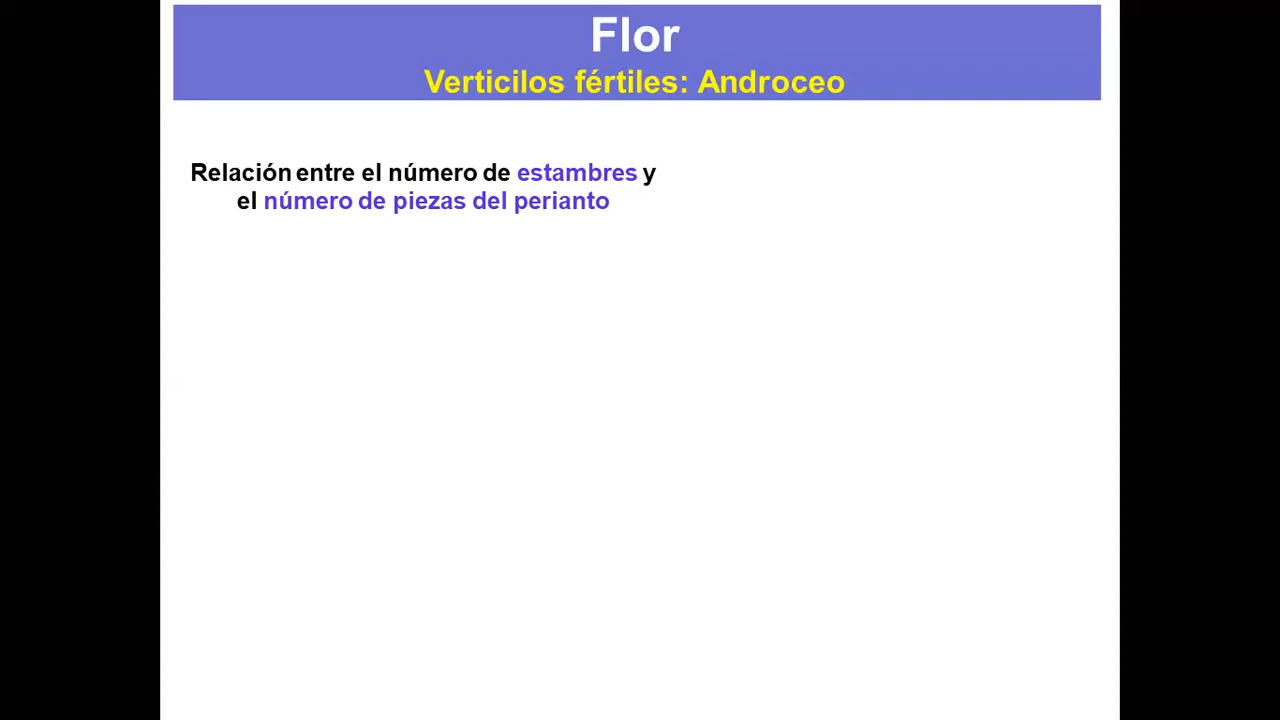 Flor
Verticilos fértiles: Androceo
Relación entre el número de estambres y
el número de piezas del perianto